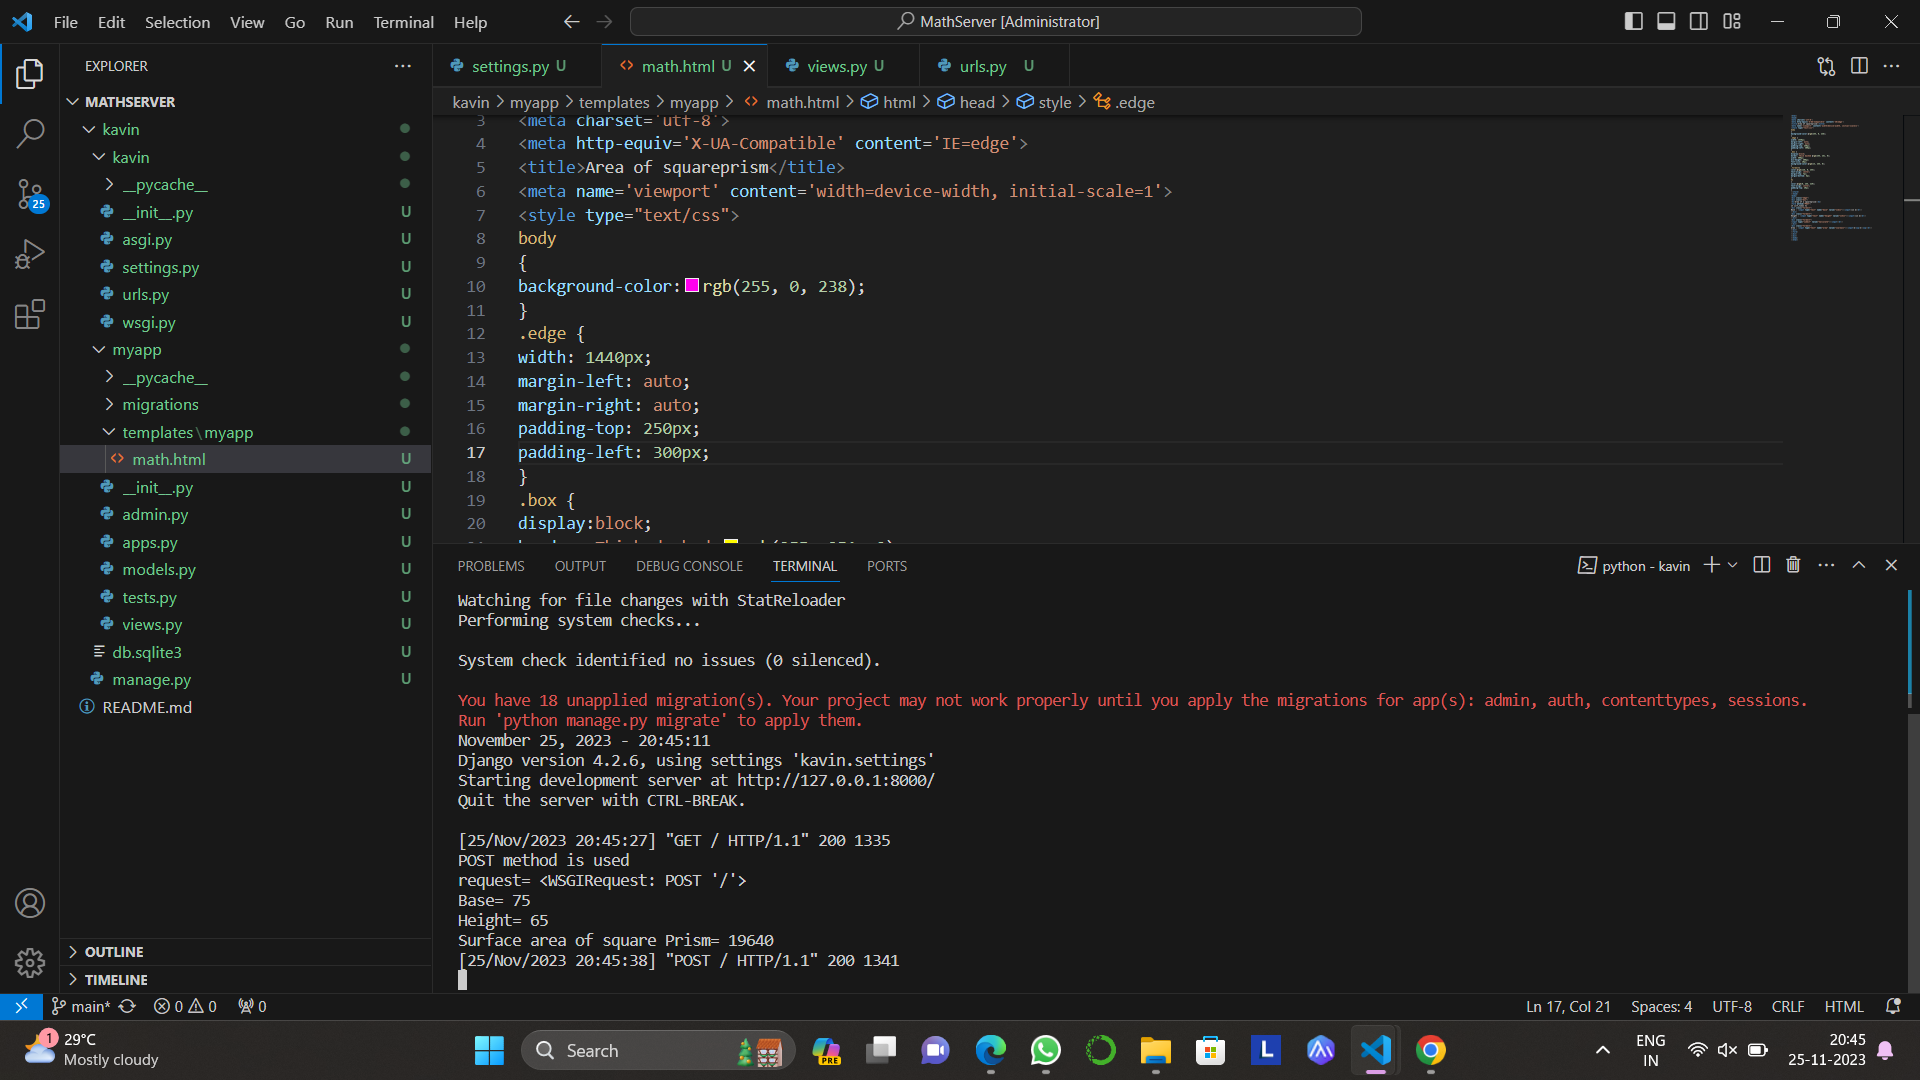 File Edit Selection View Go Run Terminal Help
MathServer [Administrator]
EXPLORER
MATHSERVER
kavin
kavin
__pycache__
__init__.py U
asgi.py U
settings.py U
urls.py U
wsgi.py U
myapp
__pycache__
migrations
templates\myapp
math.html U
__init__.py U
admin.py U
apps.py U
models.py U
tests.py U
views.py U
db.sqlite3 U
manage.py U
README.md
OUTLINE
TIMELINE
25
settings.py U
math.html U
views.py U
urls.py U
kavin > myapp > templates > myapp > math.html > html > head > style > .edge
3 <meta charset='utf-8'>
4 <meta http-equiv='X-UA-Compatible' content='IE=edge'>
5 <title>Area of squareprism</title>
6 <meta name='viewport' content='width=device-width, initial-scale=1'>
7 <style type="text/css">
8 body
9 {
10 background-color: rgb(255, 0, 238);
11 }
12 .edge {
13 width: 1440px;
14 margin-left: auto;
15 margin-right: auto;
16 padding-top: 250px;
17 padding-left: 300px;
18 }
19 .box {
20 display:block;
PROBLEMS OUTPUT DEBUG CONSOLE TERMINAL PORTS
python - kavin
Watching for file changes with StatReloader
Performing system checks...
System check identified no issues (0 silenced).
You have 18 unapplied migration(s). Your project may not work properly until you apply the migrations for app(s): admin, auth, contenttypes, sessions.
Run 'python manage.py migrate' to apply them.
November 25, 2023 - 20:45:11
Django version 4.2.6, using settings 'kavin.settings'
Starting development server at http://127.0.0.1:8000/
Quit the server with CTRL-BREAK.
[25/Nov/2023 20:45:27] "GET / HTTP/1.1" 200 1335
POST method is used
request= <WSGIRequest: POST '/'>
Base= 75
Height= 65
Surface area of square Prism= 19640
[25/Nov/2023 20:45:38] "POST / HTTP/1.1" 200 1341
main* 0 0 0
Ln 17, Col 21 Spaces: 4 UTF-8 CRLF HTML
1 29°C
Mostly cloudy
Search
PRE
L
ENG
IN
20:45
25-11-2023